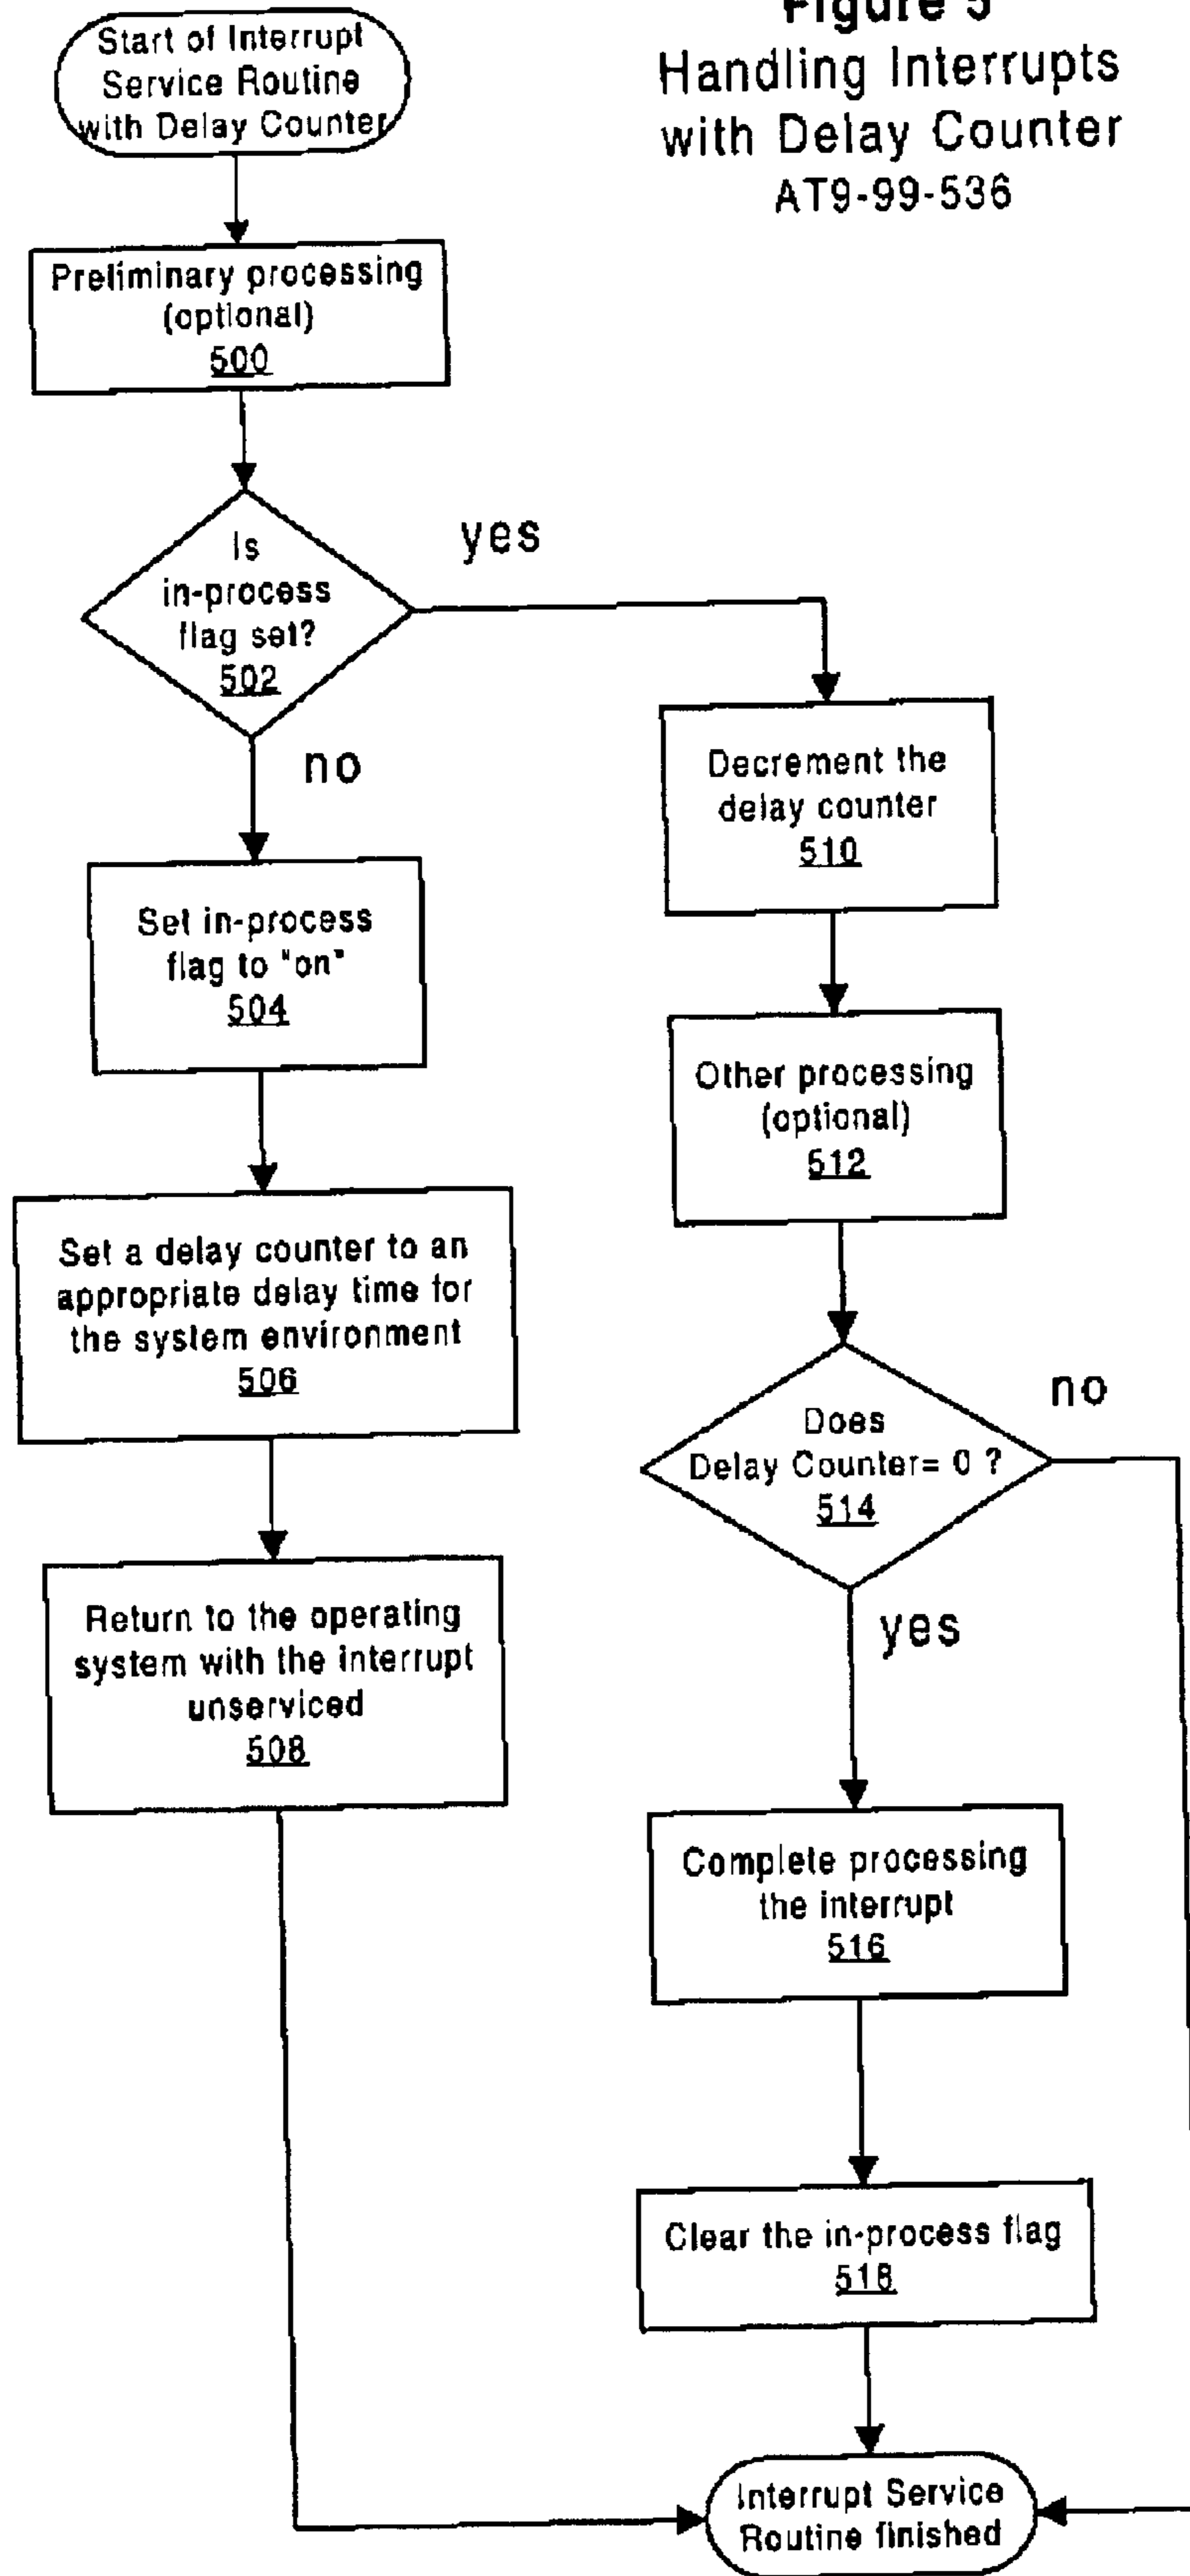 Figure 5
Handling Interrupts
with Delay Counter
AT9-99-536
Start of Interrupt
Service Routine
with Delay Counter
Preliminary processing
(optional)
500
Is
in-process
flag set?
502
yes
no
Set in-process
flag to "on"
504
Set a delay counter to an
appropriate delay time for
the system environment
506
Return to the operating
system with the interrupt
unserviced
508
Decrement the
delay counter
510
Other processing
(optional)
512
Does
Delay Counter= 0 ?
514
no
yes
Complete processing
the interrupt
516
Clear the in-process flag
518
Interrupt Service
Routine finished